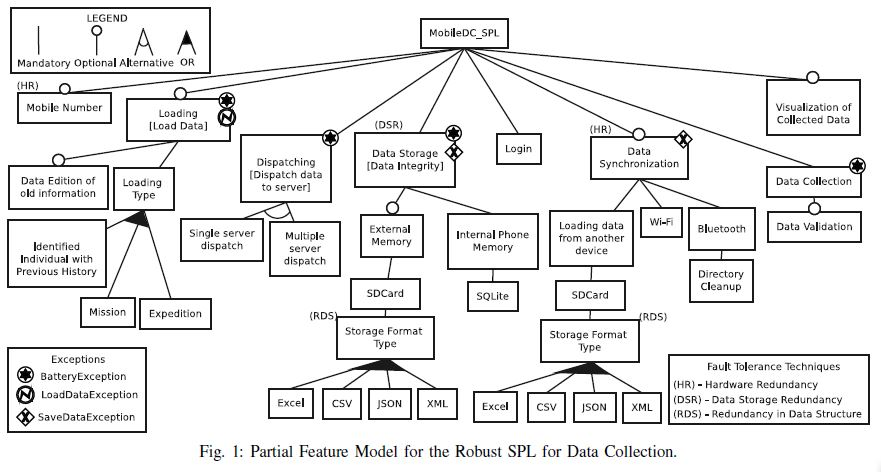 LEGEND
Mandatory Optional Alternative OR
MobileDC_SPL
(HR)
Mobile Number
Loading
[Load Data]
Dispatching
[Dispatch data
to server]
(DSR)
Data Storage
[Data Integrity]
Login
(HR)
Data
Synchronization
Visualization of
Collected Data
Data Collection
Data Validation
Data Edition of
old information
Loading
Type
Identified
Individual with
Previous History
Mission
Expedition
Single server
dispatch
Multiple
server
dispatch
External
Memory
Internal Phone
Memory
SQLite
SDCard
(RDS)
Storage Format
Type
Excel
CSV
JSON
XML
Loading data
from another
device
Wi-Fi
Bluetooth
Directory
Cleanup
SDCard
(RDS)
Storage Format
Type
Excel
CSV
JSON
XML
Exceptions
BatteryException
LoadDataException
SaveDataException
Fault Tolerance Techniques
(HR) – Hardware Redundancy
(DSR) – Data Storage Redundancy
(RDS) – Redundancy in Data Structure
Fig. 1: Partial Feature Model for the Robust SPL for Data Collection.